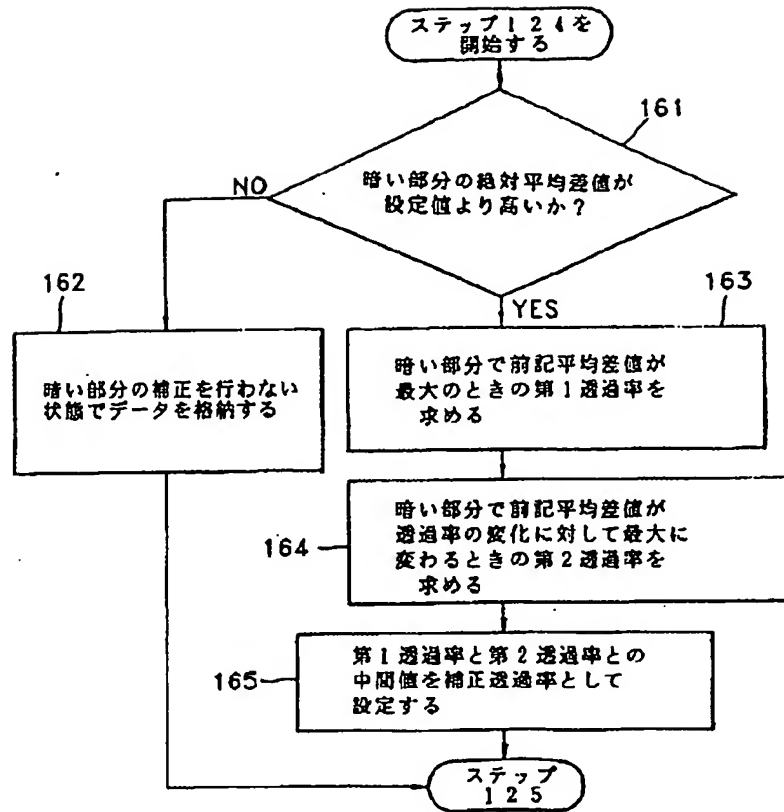 ステップ124を
開始する
161
暗い部分の絶対平均差値が
設定値より高いか?
NO
YES
162
暗い部分の補正を行わない
状態でデータを格納する
163
暗い部分で前記平均差値が
最大のときの第1透過率を
求める
164
暗い部分で前記平均差値が
透過率の変化に対して最大に
変わるときの第2透過率を
求める
165
第1透過率と第2透過率との
中間値を補正透過率として
設定する
ステップ
125